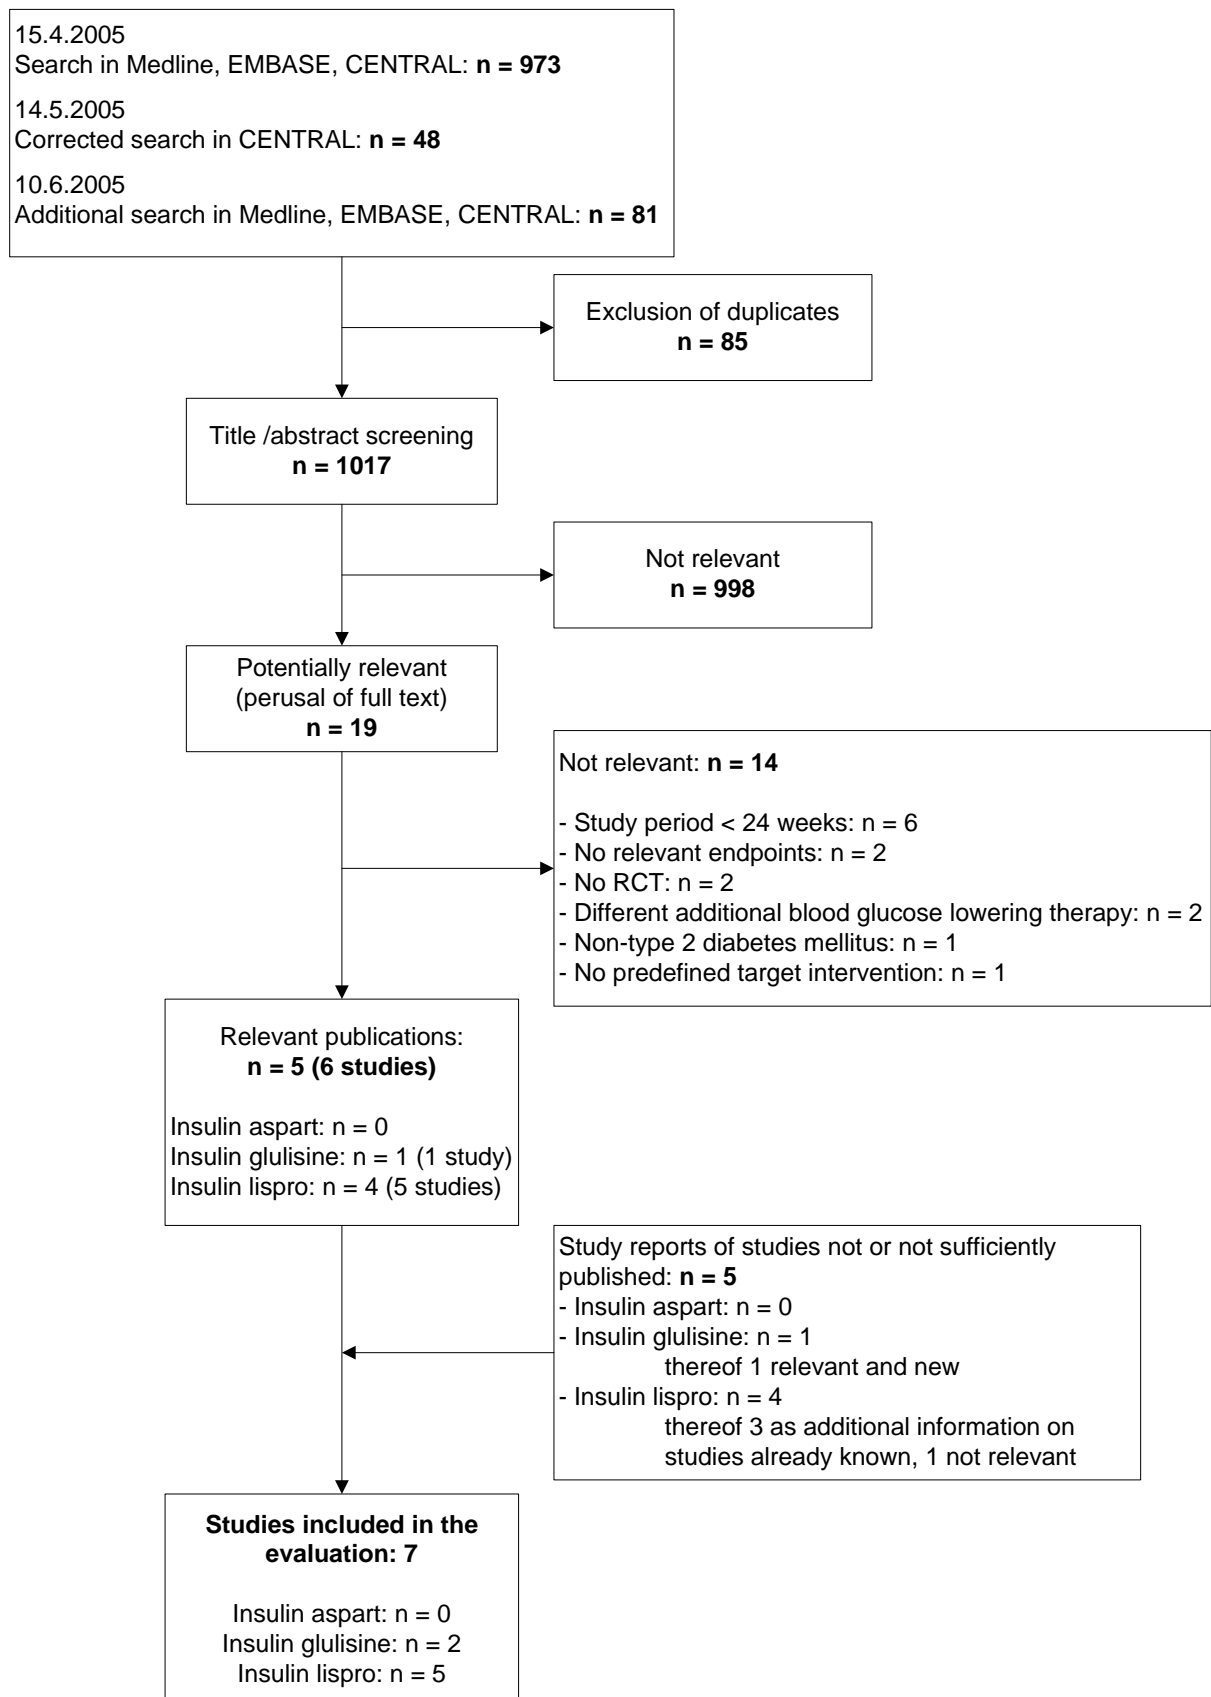 15.4.2005
Search in Medline, EMBASE, CENTRAL: n = 973
14.5.2005
Corrected search in CENTRAL: n = 48
10.6.2005
Additional search in Medline, EMBASE, CENTRAL: n = 81
Exclusion of duplicates
n = 85
Title /abstract screening
n = 1017
Not relevant
n = 998
Potentially relevant
(perusal of full text)
n = 19
Not relevant: n = 14
- Study period < 24 weeks: n = 6
- No relevant endpoints: n = 2
- No RCT: n = 2
- Different additional blood glucose lowering therapy: n = 2
- Non-type 2 diabetes mellitus: n = 1
- No predefined target intervention: n = 1
Relevant publications:
n = 5 (6 studies)
Insulin aspart: n = 0
Insulin glulisine: n = 1 (1 study)
Insulin lispro: n = 4 (5 studies)
Study reports of studies not or not sufficiently
published: n = 5
- Insulin aspart: n = 0
- Insulin glulisine: n = 1
thereof 1 relevant and new
- Insulin lispro: n = 4
thereof 3 as additional information on
studies already known, 1 not relevant
Studies included in the
evaluation: 7
Insulin aspart: n = 0
Insulin glulisine: n = 2
Insulin lispro: n = 5